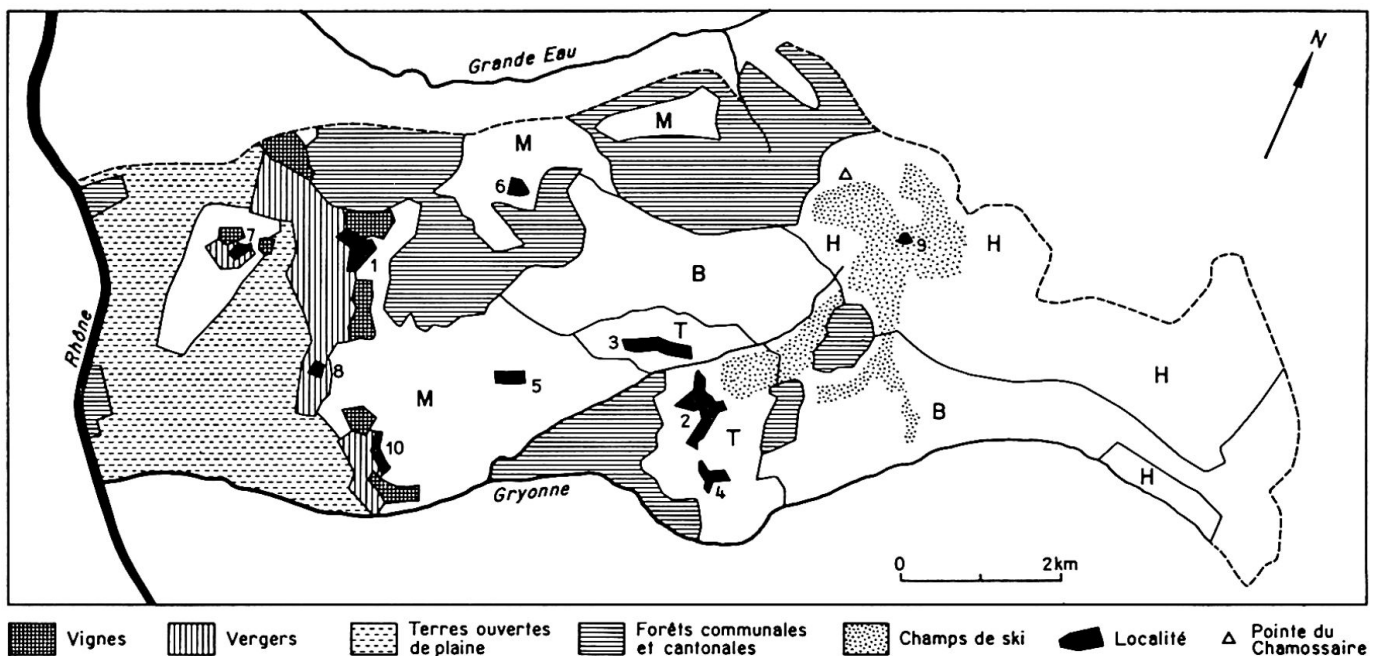 Grande Eau
N
M
M
6
7
1
H
9
H
B
Rhône
3
T
8
5
H
M
2
T
B
10
4
Gryonne
H
0 2km
Vignes
Vergers
Terres ouvertes
de plaine
Forêts communales
et cantonales
Champs de ski
Localité
Pointe du
Chamossaire